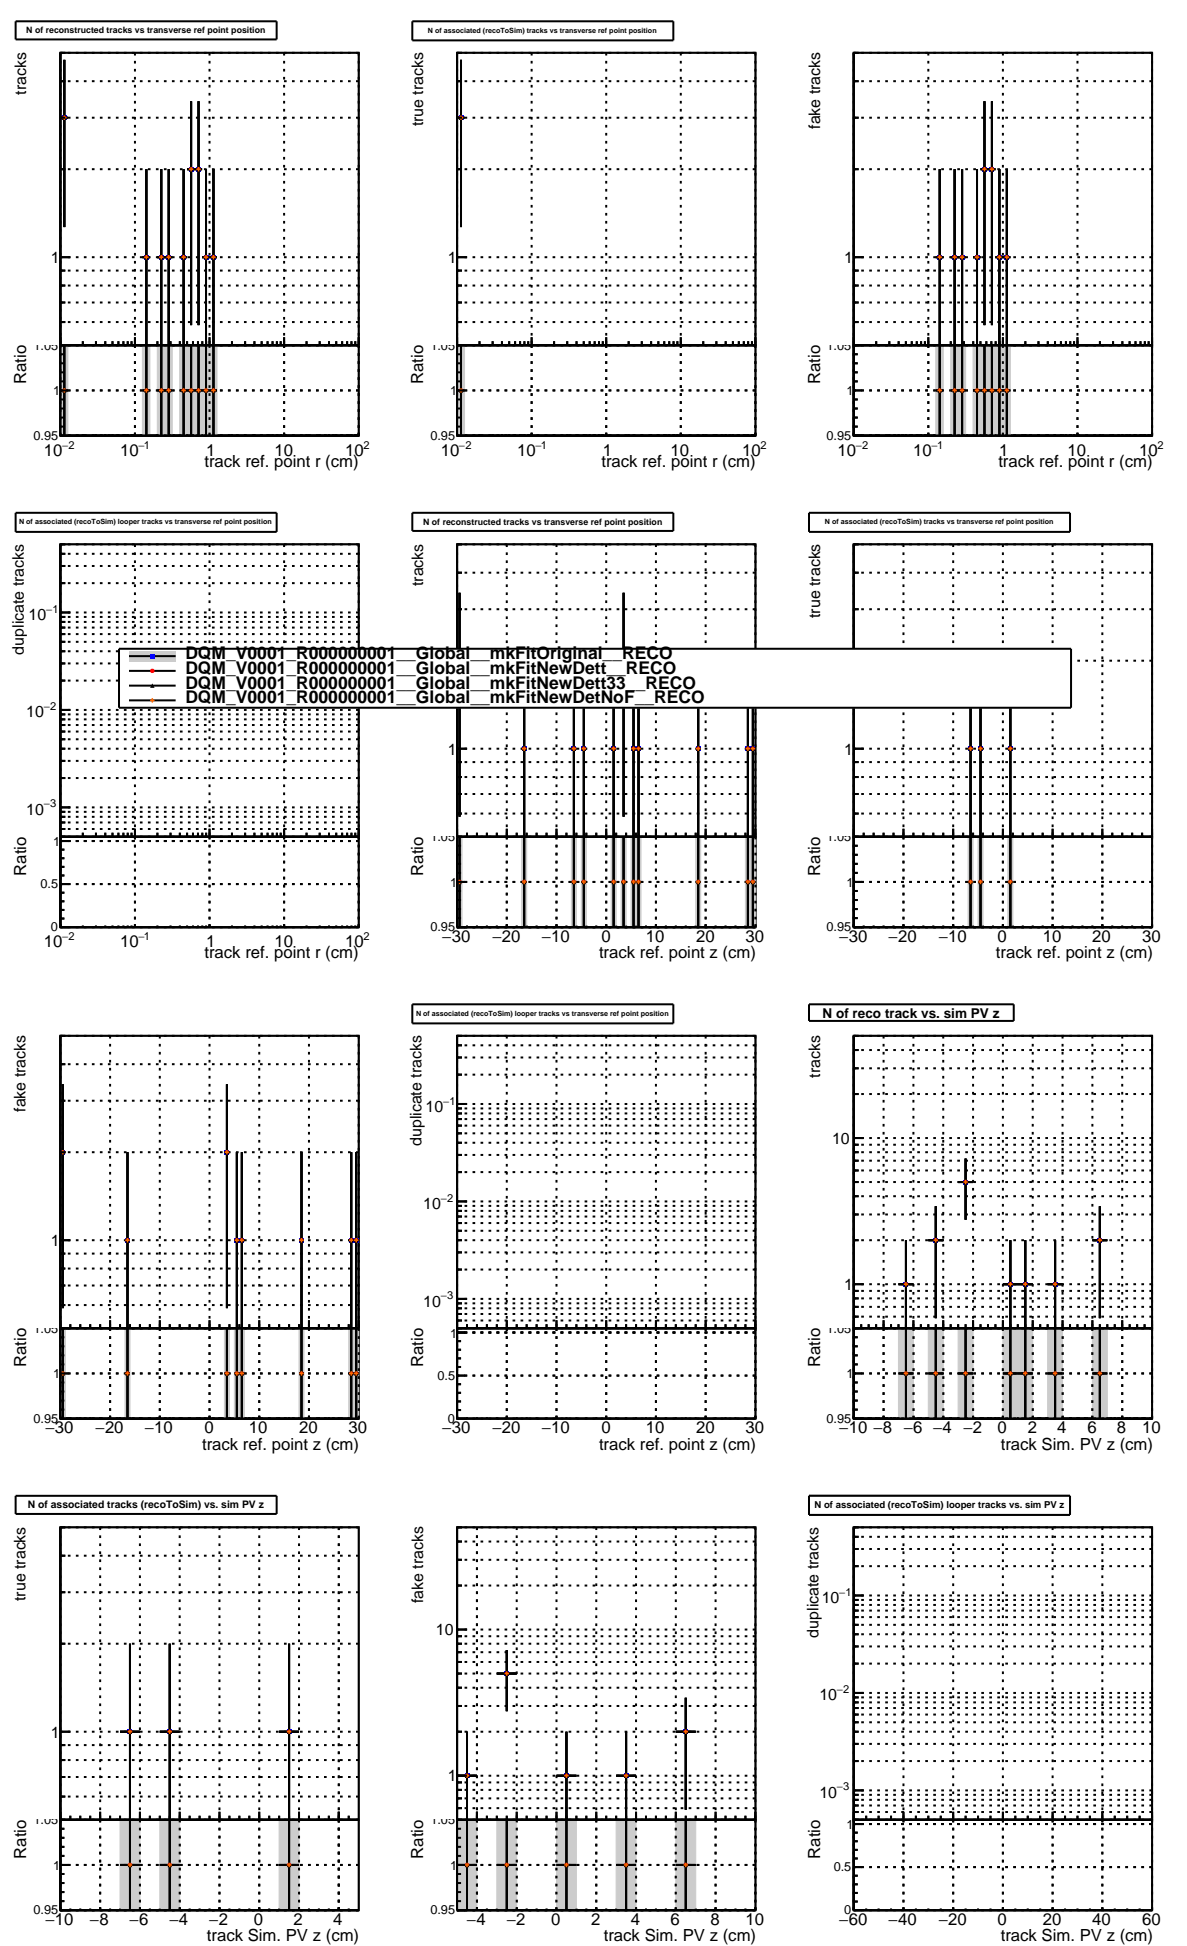 N of reconstructed tracks vs transverse ref point position
tracks
1
1.05
Ratio
1
0.95
10−2 10−1 1 10 102
track ref. point r (cm)
N of associated (recoToSim) tracks vs transverse ref point position
true tracks
1
1.05
Ratio
1
0.95
10−2 10−1 1 10 102
track ref. point r (cm)
fake tracks
1
1.05
Ratio
1
0.95
10−2 10−1 1 10 102
track ref. point r (cm)
N of associated (recoToSim) looper tracks vs transverse ref point position
duplicate tracks
10−1
10−2
10−3
Ratio
1
0.5
0
10−2 10−1 1 10 102
track ref. point r (cm)
N of reconstructed tracks vs transverse ref point position
tracks
1
1.05
Ratio
1
0.95
−30 −20 −10 0 10 20 30
track ref. point z (cm)
N of associated (recoToSim) tracks vs transverse ref point position
true tracks
1
1.05
Ratio
1
0.95
−30 −20 −10 0 10 20 30
track ref. point z (cm)
DQM_V0001_R000000001__Global__mkFitOriginal__RECO
DQM_V0001_R000000001__Global__mkFitNewDett__RECO
DQM_V0001_R000000001__Global__mkFitNewDett33__RECO
DQM_V0001_R000000001__Global__mkFitNewDetNoF__RECO
fake tracks
1
1.05
Ratio
1
0.95
−30 −20 −10 0 10 20 30
track ref. point z (cm)
N of associated (recoToSim) looper tracks vs transverse ref point position
duplicate tracks
10−1
10−2
10−3
Ratio
1
0.5
0
−30 −20 −10 0 10 20 30
track ref. point z (cm)
N of reco track vs. sim PV z
tracks
10
1
1.05
Ratio
1
0.95
−10 −8 −6 −4 −2 0 2 4 6 8 10
track Sim. PV z (cm)
N of associated tracks (recoToSim) vs. sim PV z
true tracks
1
1.05
Ratio
1
0.95
−10 −8 −6 −4 −2 0 2 4
track Sim. PV z (cm)
fake tracks
10
1
1.05
Ratio
1
0.95
−4 −2 0 2 4 6 8 10
track Sim. PV z (cm)
N of associated (recoToSim) looper tracks vs. sim PV z
duplicate tracks
10−1
10−2
10−3
Ratio
1
0.5
0
−60 −40 −20 0 20 40 60
track Sim. PV z (cm)